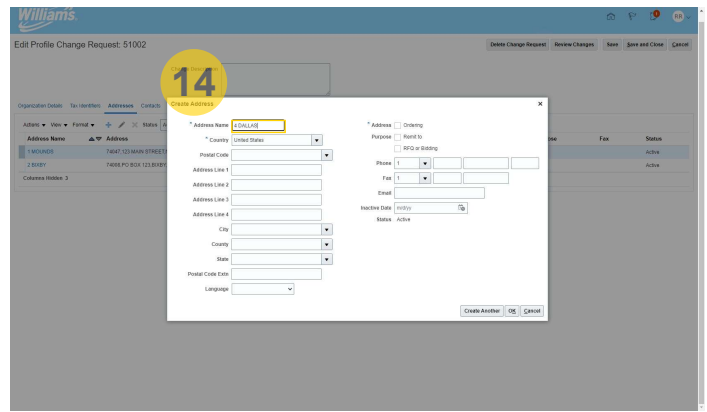 Williams.
RR
Edit Profile Change Request: 51002
Delete Change Request Review Changes Save Save and Close Cancel
14
Organization Details Tax Identifiers Addresses Contacts
Create Address
Actions View Format Status
Address Name Address Fax Status
1 MOUNDS 74047,123 MAIN STREET, Active
2 BIXBY 74008,PO BOX 123,BIXBY Active
Columns Hidden 3
* Address Name 4 DALLAS
* Country United States
Postal Code
Address Line 1
Address Line 2
Address Line 3
Address Line 4
City
County
State
Postal Code Extn
Language
* Address Purpose
Ordering
Remit to
RFQ or Bidding
Phone 1
Fax 1
Email
Inactive Date m/d/yy
Status Active
Create Another OK Cancel